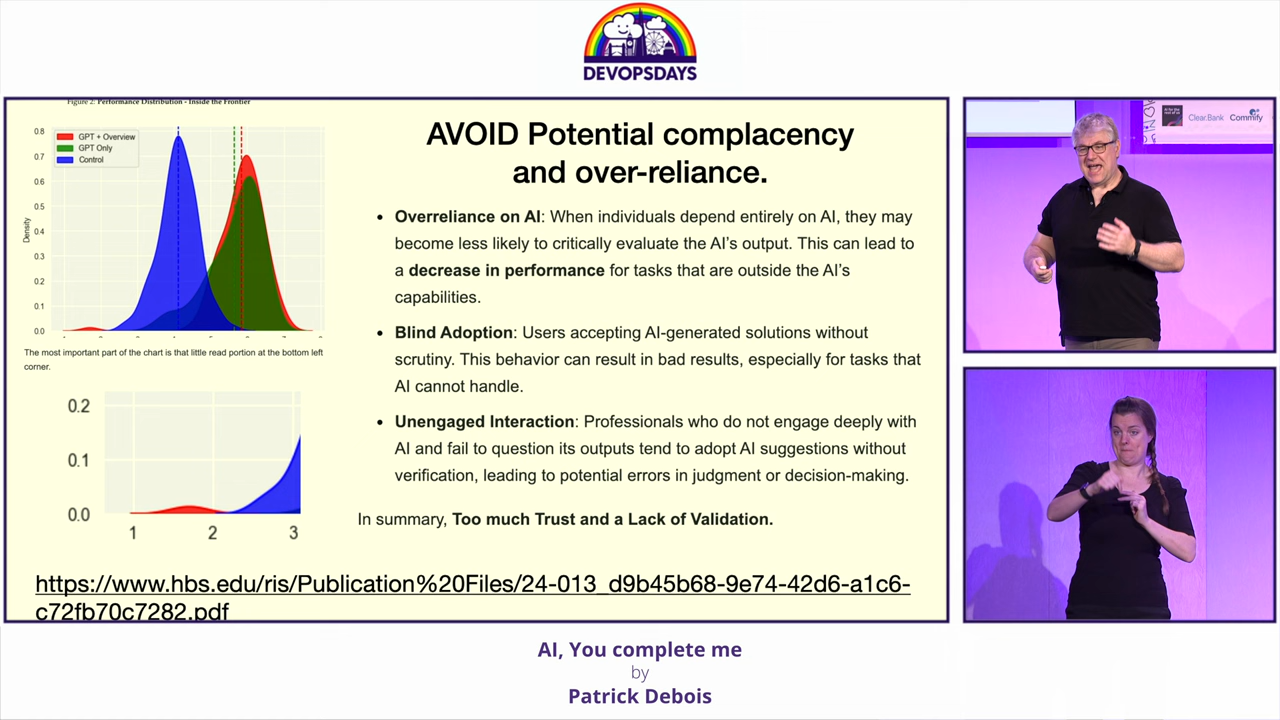 DEVOPSDAYS
Figure 2: Performance Distribution - Inside the Frontier
GPT + Overview
GPT Only
Control
Density
0.8
0.7
0.6
0.5
0.4
0.3
0.2
0.1
0.0
The most important part of the chart is that little read portion at the bottom left
corner.
0.2
0.1
0.0
1 2 3
AVOID Potential complacency
and over-reliance.
• Overreliance on AI: When individuals depend entirely on AI, they may
become less likely to critically evaluate the AI's output. This can lead to
a decrease in performance for tasks that are outside the AI's
capabilities.
• Blind Adoption: Users accepting AI-generated solutions without
scrutiny. This behavior can result in bad results, especially for tasks that
AI cannot handle.
• Unengaged Interaction: Professionals who do not engage deeply with
AI and fail to question its outputs tend to adopt AI suggestions without
verification, leading to potential errors in judgment or decision-making.
In summary, Too much Trust and a Lack of Validation.
https://www.hbs.edu/ris/Publication%20Files/24-013_d9b45b68-9e74-42d6-a1c6-
c72fb70c7282.pdf
ClearBank Commify
AI, You complete me
by
Patrick Debois